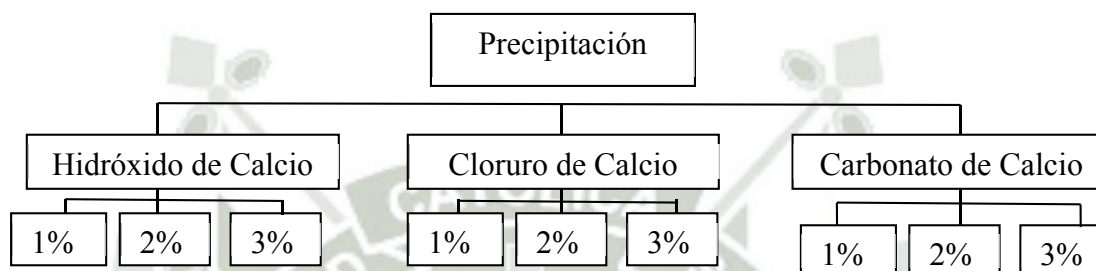 Precipitación
Hidróxido de Calcio Cloruro de Calcio Carbonato de Calcio
1% 2% 3% 1% 2% 3% 1% 2% 3%
CATOLICA